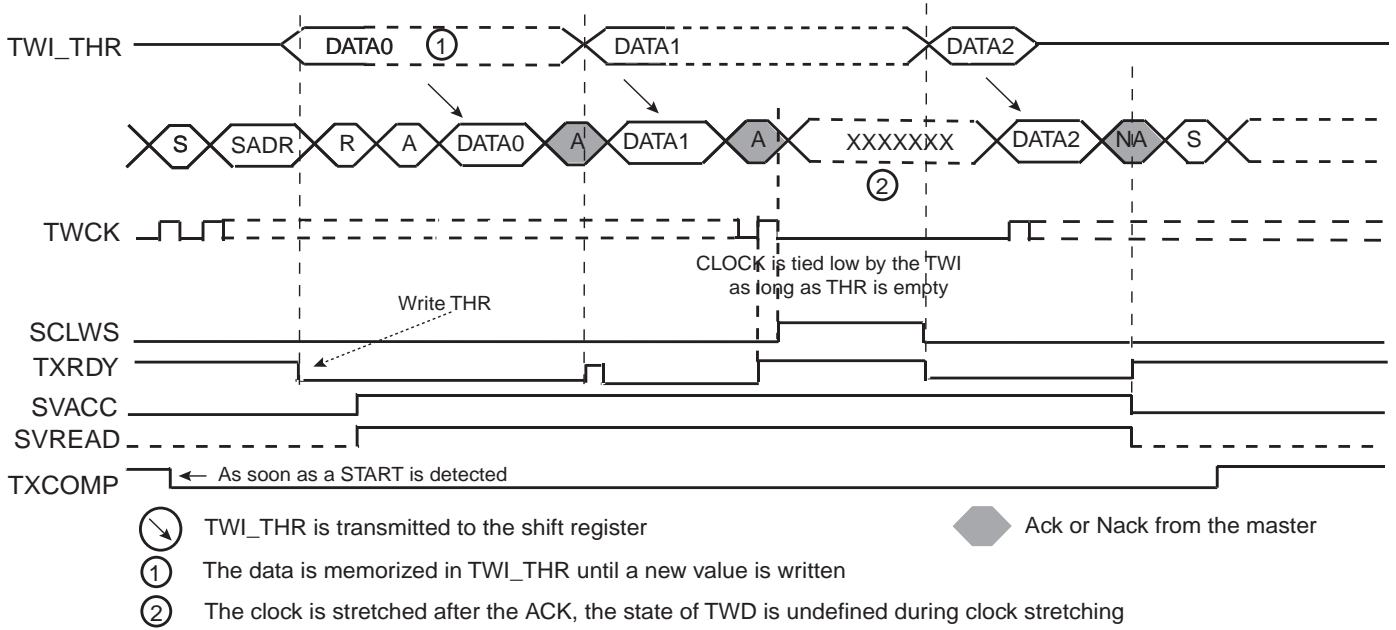 TWI_THR DATA0 1 DATA1 DATA2
S SADR R A DATA0 A DATA1 A XXXXXXX DATA2 NA S
2
TWCK
CLOCK is tied low by the TWI
as long as THR is empty
Write THR
SCLWS
TXRDY
SVACC
SVREAD
TXCOMP As soon as a START is detected
TWI_THR is transmitted to the shift register Ack or Nack from the master
1 The data is memorized in TWI_THR until a new value is written
2 The clock is stretched after the ACK, the state of TWD is undefined during clock stretching